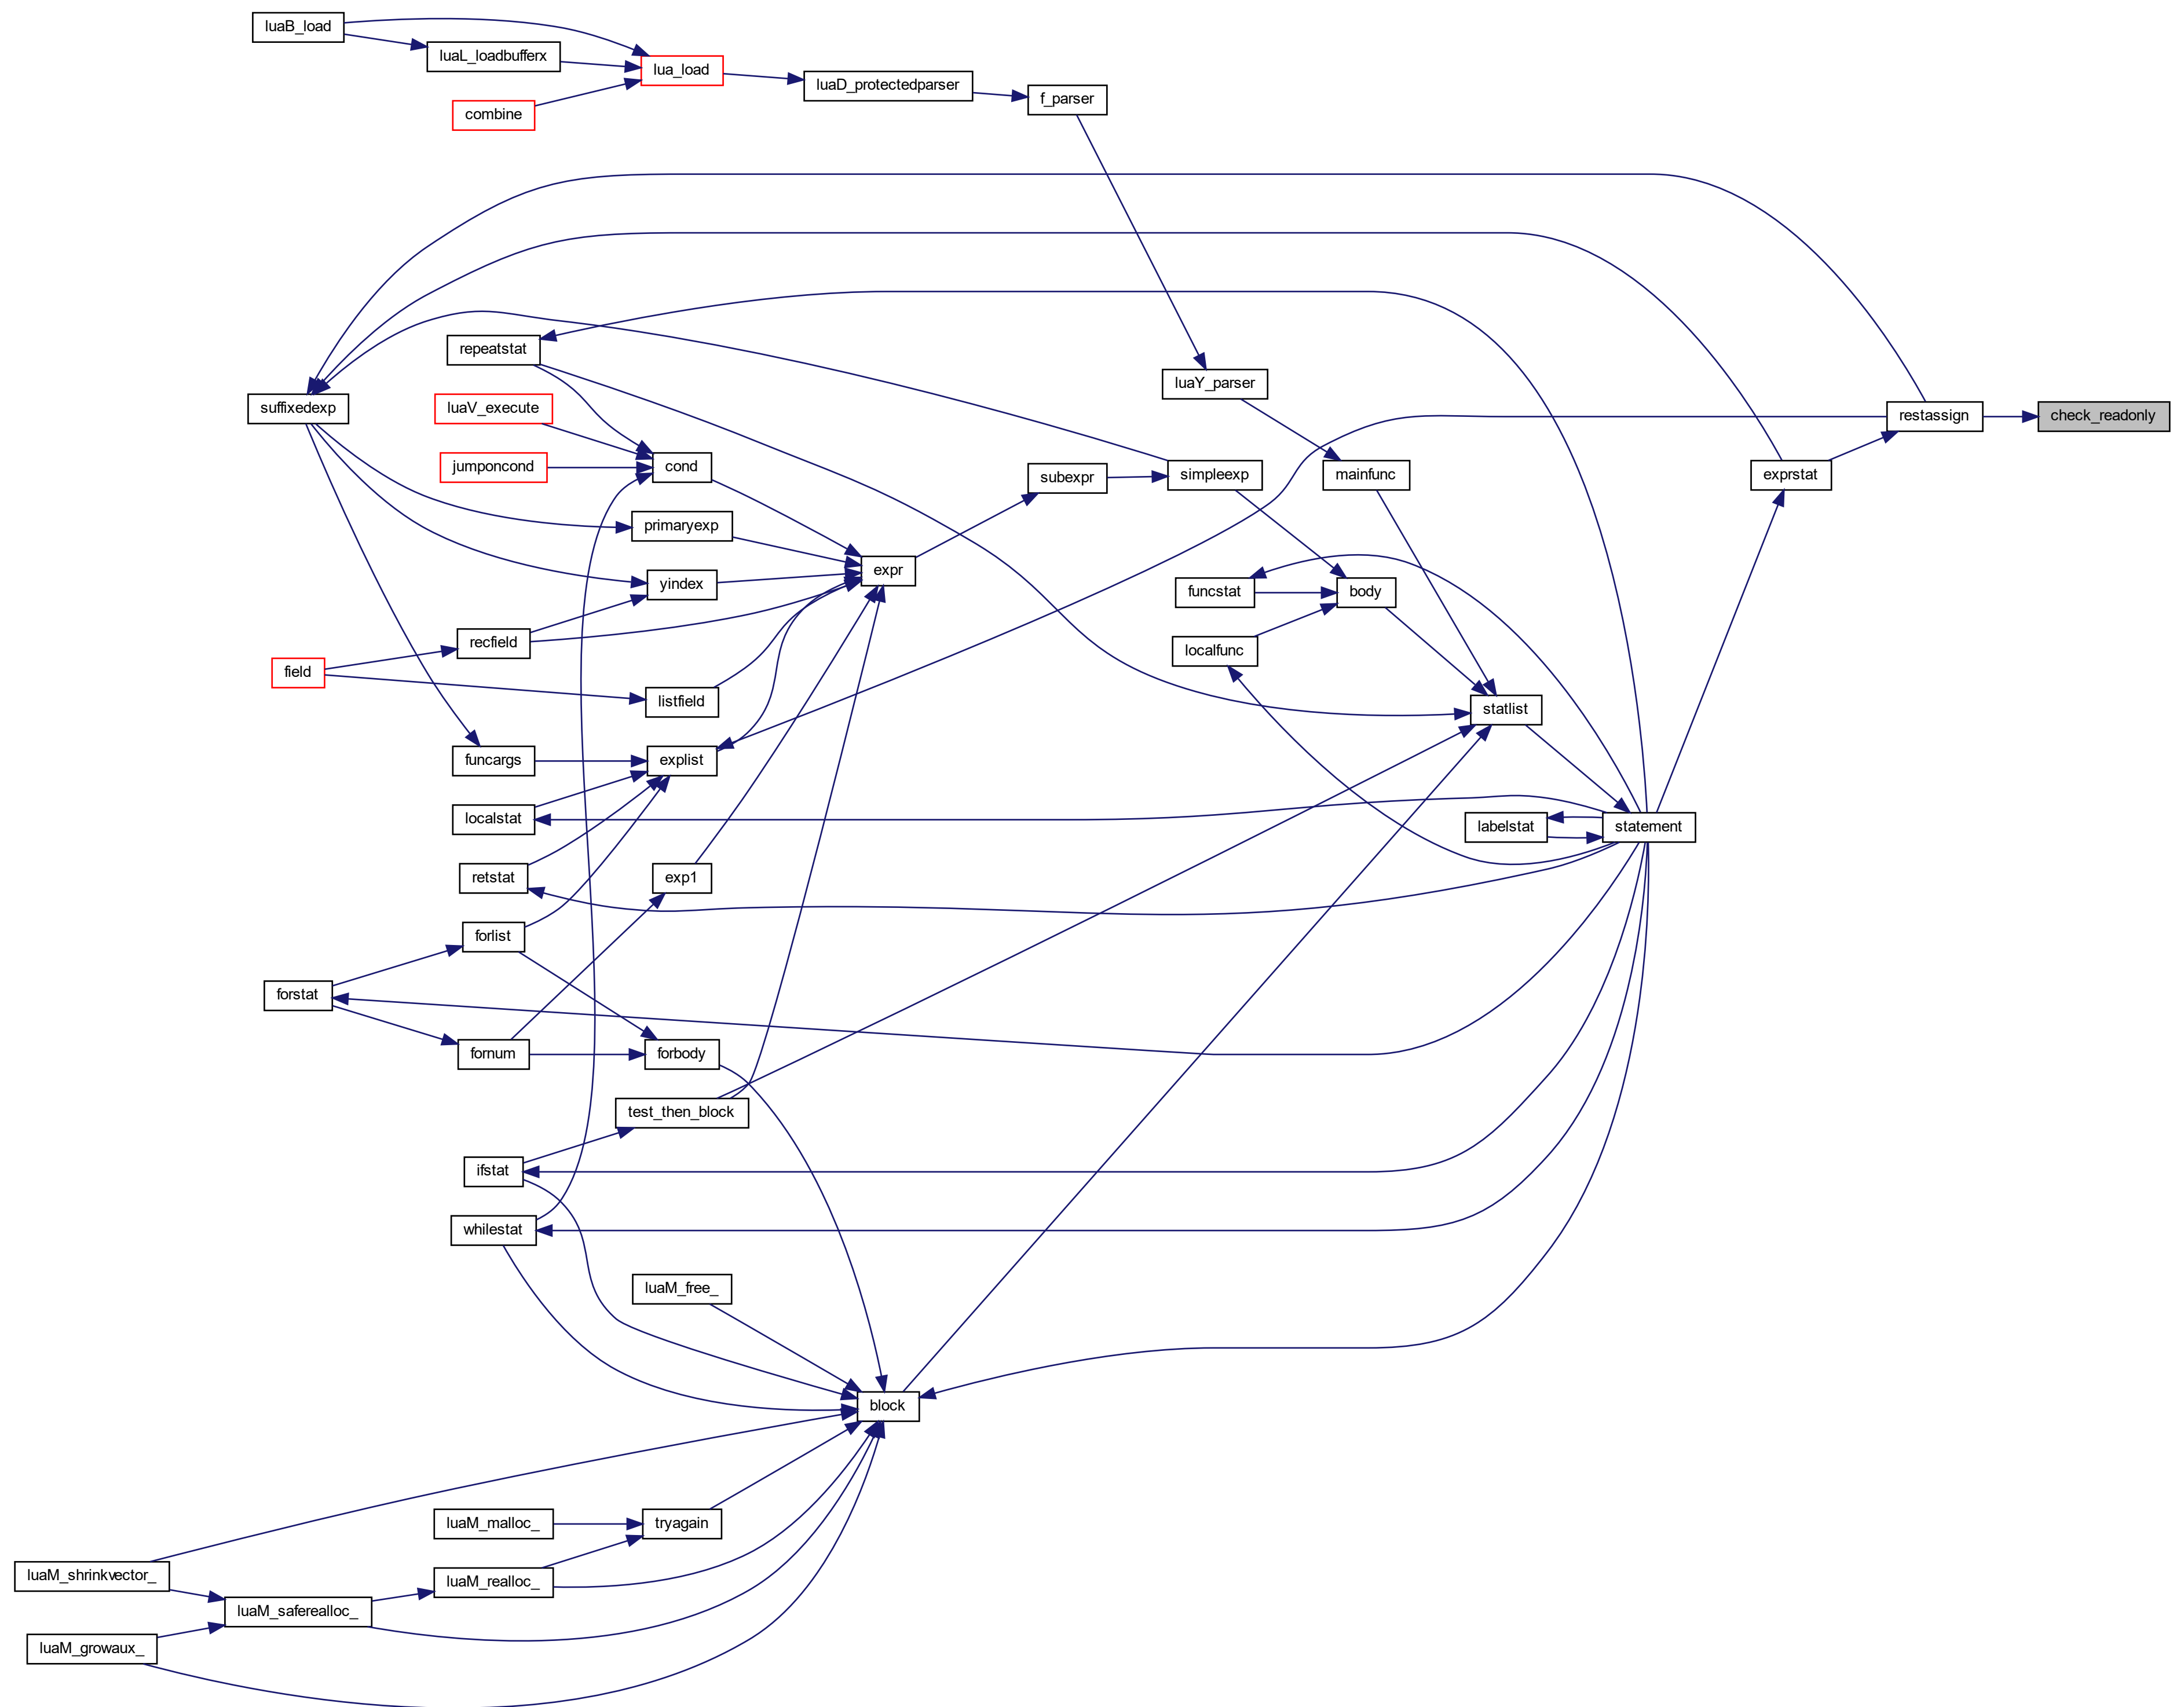 luaB_load
luaL_loadbufferx
lua_load
luaD_protectedparser
f_parser
combine
repeatstat
luaY_parser
suffixedexp
luaV_execute
restassign
check_readonly
jumponcond
cond
subexpr
simpleexp
mainfunc
exprstat
primaryexp
expr
yindex
funcstat
body
recfield
localfunc
field
listfield
statlist
funcargs
explist
localstat
labelstat
statement
retstat
exp1
forlist
forstat
fornum
forbody
test_then_block
ifstat
whilestat
luaM_free_
block
luaM_malloc_
tryagain
luaM_shrinkvector_
luaM_realloc_
luaM_saferealloc_
luaM_growaux_